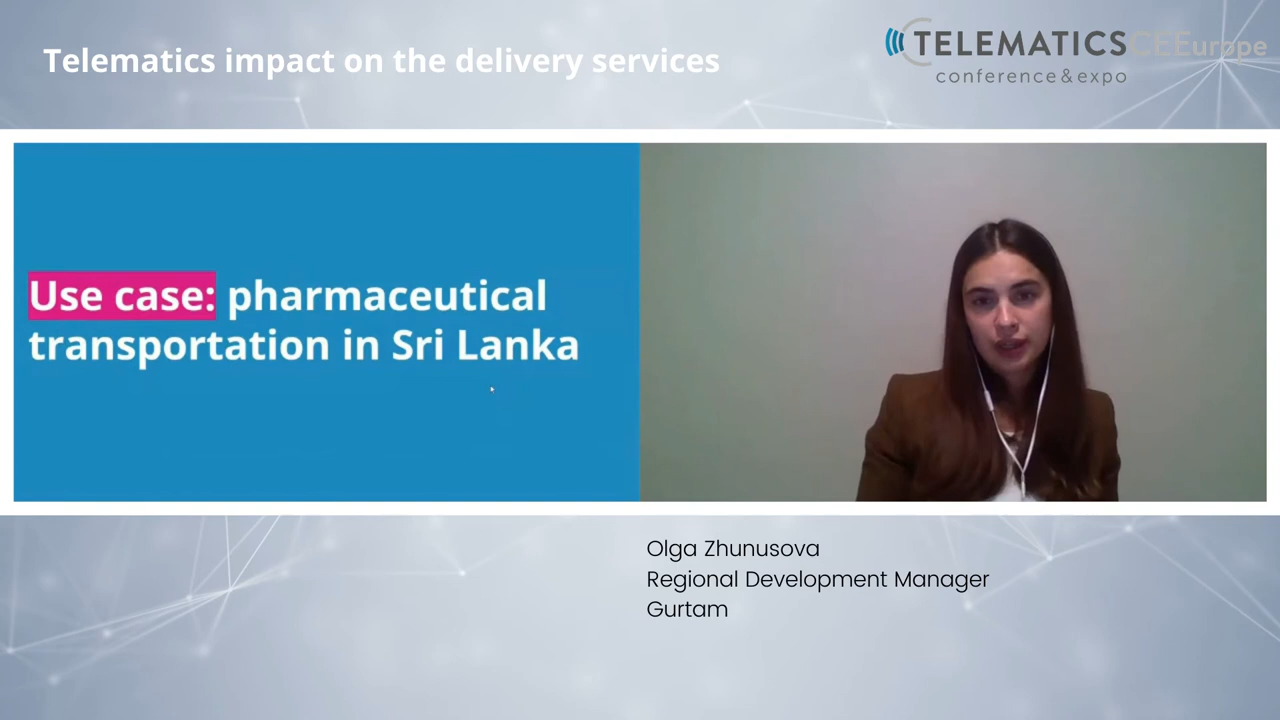 Telematics impact on the delivery services
TELEMATICS CEEurope
conference&expo
Use case: pharmaceutical
transportation in Sri Lanka
Olga Zhunusova
Regional Development Manager
Gurtam